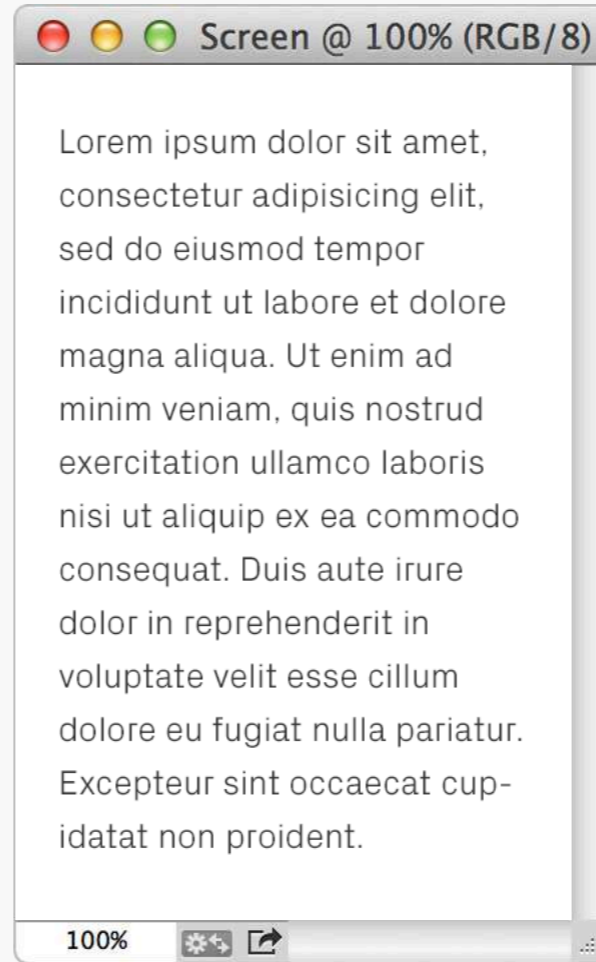 Screen @ 100% (RGB/8)
Lorem ipsum dolor sit amet,
consectetur adipisicing elit,
sed do eiusmod tempor
incididunt ut labore et dolore
magna aliqua. Ut enim ad
minim veniam, quis nostrud
exercitation ullamco laboris
nisi ut aliquip ex ea commodo
consequat. Duis aute irure
dolor in reprehenderit in
voluptate velit esse cillum
dolore eu fugiat nulla pariatur.
Excepteur sint occaecat cup-
idatat non proident.
100%